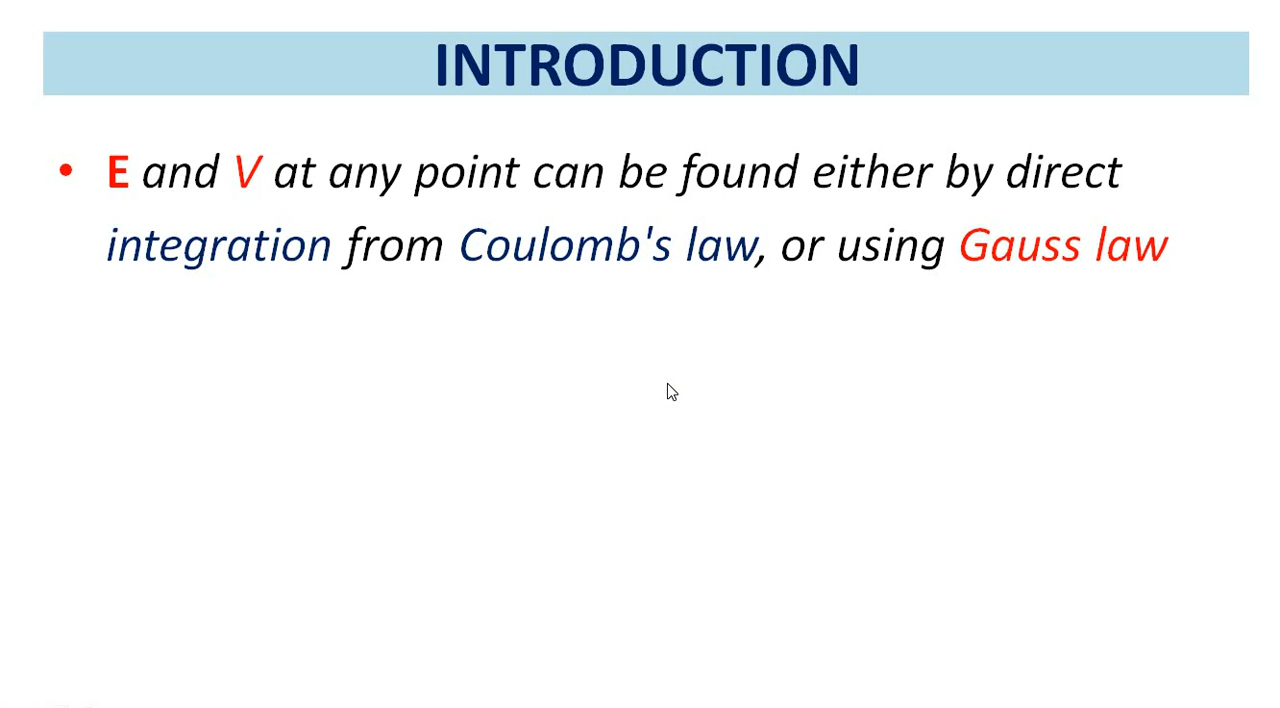 INTRODUCTION
• E and V at any point can be found either by direct
integration from Coulomb's law, or using Gauss law